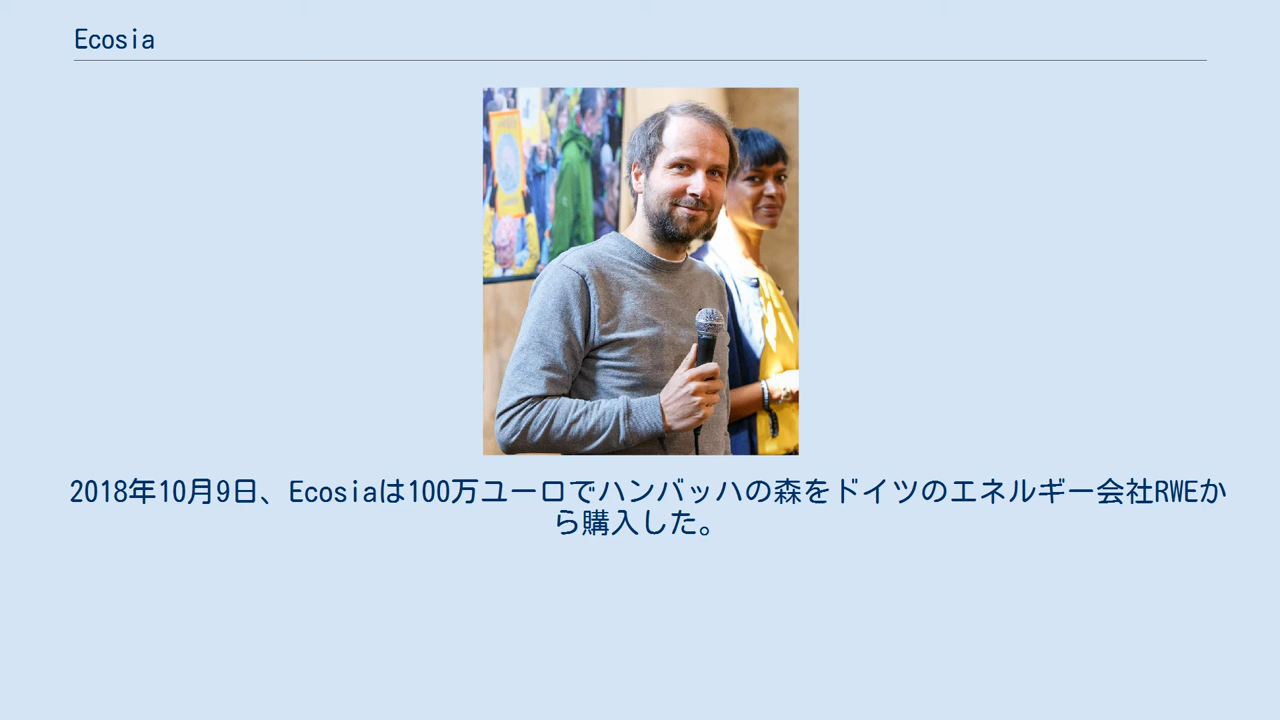 Ecosia
2018年10月9日、Ecosiaは100万ユーロでハンバッハの森をドイツのエネルギー会社RWEか
ら購入した。